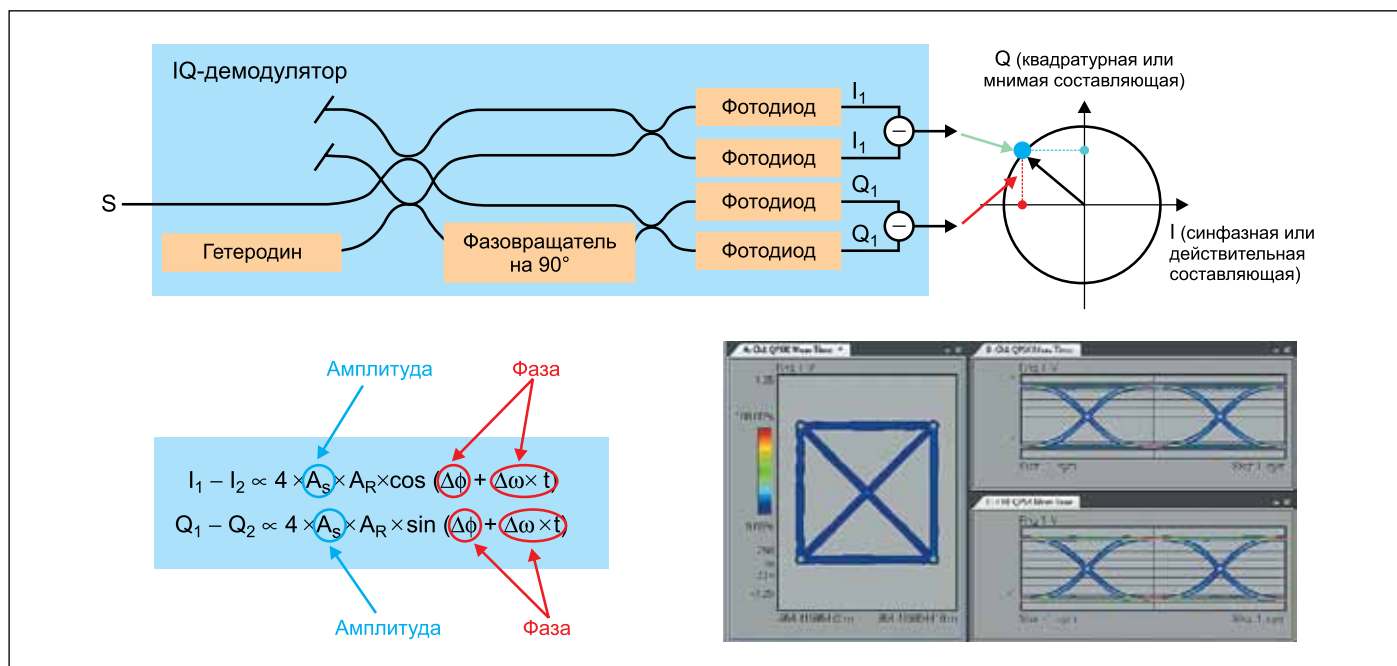 IQ-демодулятор
S
Гетеродин
Фазовращатель
на 90°
Фотодиод
Фотодиод
Фотодиод
Фотодиод
I₁
I₁
Q₁
Q₁
−
−
Q (квадратурная или
мнимая составляющая)
I (синфазная или
действительная
составляющая)
Амплитуда
Фаза
I₁ – I₂ ∝ 4 ×Aₛ× A_R×cos (Δϕ + Δω× t)
Q₁ – Q₂ ∝ 4 ×Aₛ× A_R × sin (Δϕ + Δω ×t)
Амплитуда
Фаза